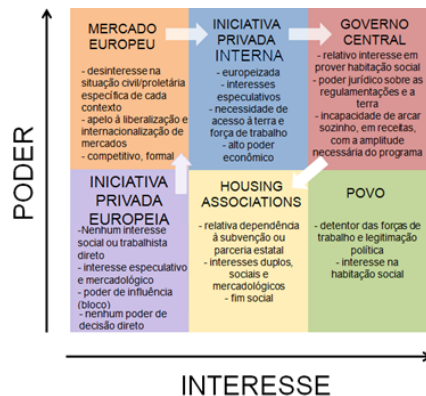 MERCADO
EUROPEU
- desinteresse na
situação civil/proletária
específica de cada
contexto
- apelo à liberalização e
internacionalização de
mercados
- competitivo, formal
INICIATIVA
PRIVADA
INTERNA
- europeizada
- interesses
especulativos
- necessidade de
acesso à terra e
força de trabalho
- alto poder
econômico
GOVERNO
CENTRAL
- relativo interesse em
prover habitação social
- poder jurídico sobre as
regulamentações e a
terra
- incapacidade de arcar
sozinho, em receitas,
com a amplitude
necessária do programa
INICIATIVA
PRIVADA
EUROPEIA
-Nenhum interesse
social ou trabalhista
direto
- interesse especulativo
e mercadológico
- poder de influência
(bloco)
- nenhum poder de
decisão direto
HOUSING
ASSOCIATIONS
- relativa dependência
à subvenção ou
parceria estatal
- interesses duplos,
sociais e
mercadológicos
- fim social
POVO
- detentor das forças de
trabalho e legitimação
política
- interesse na
habitação social
PODER
INTERESSE